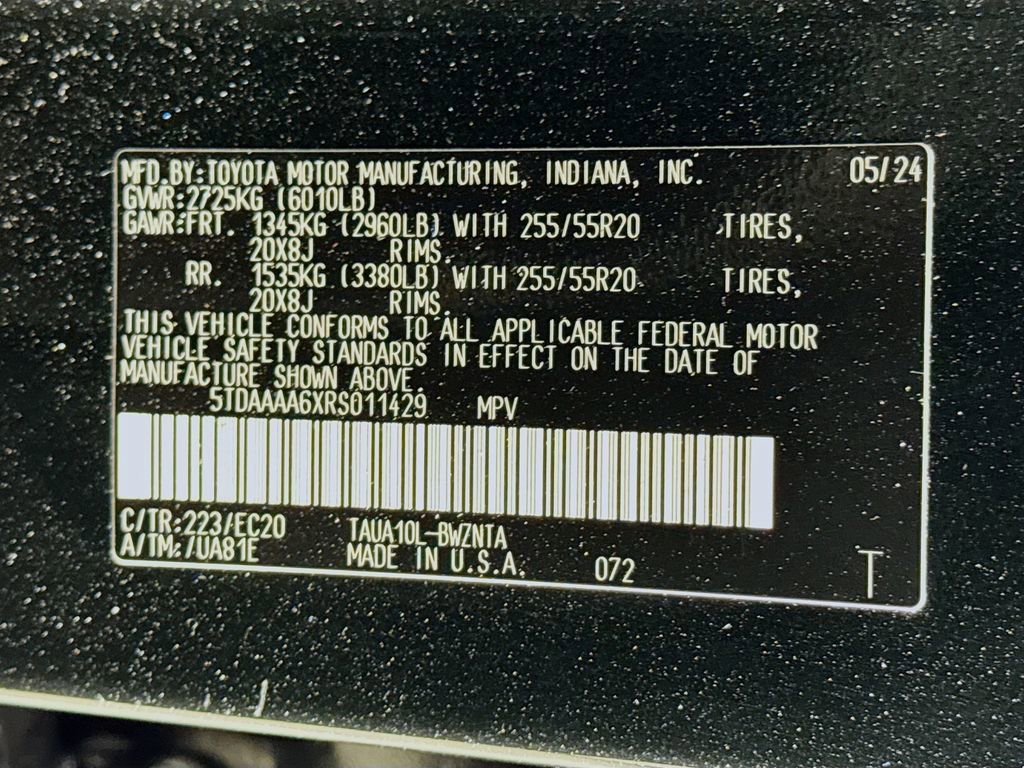 MFD.BY:TOYOTA MOTOR MANUFACTURING, INDIANA, INC. 05/24
GVWR:2725KG (6010LB)
GAWR:FRT. 1345KG (2960LB) WITH 255/55R20 TIRES,
20X8J RIMS.
RR. 1535KG (3380LB) WITH 255/55R20 TIRES,
20X8J RIMS.
THIS VEHICLE CONFORMS TO ALL APPLICABLE FEDERAL MOTOR
VEHICLE SAFETY STANDARDS IN EFFECT ON THE DATE OF
MANUFACTURE SHOWN ABOVE.
5TDAAAA6XRS011429 MPV
C/TR:223/EC20 TAUA10L-BWZNTA
A/TM:/UA81E MADE IN U.S.A. 072 T